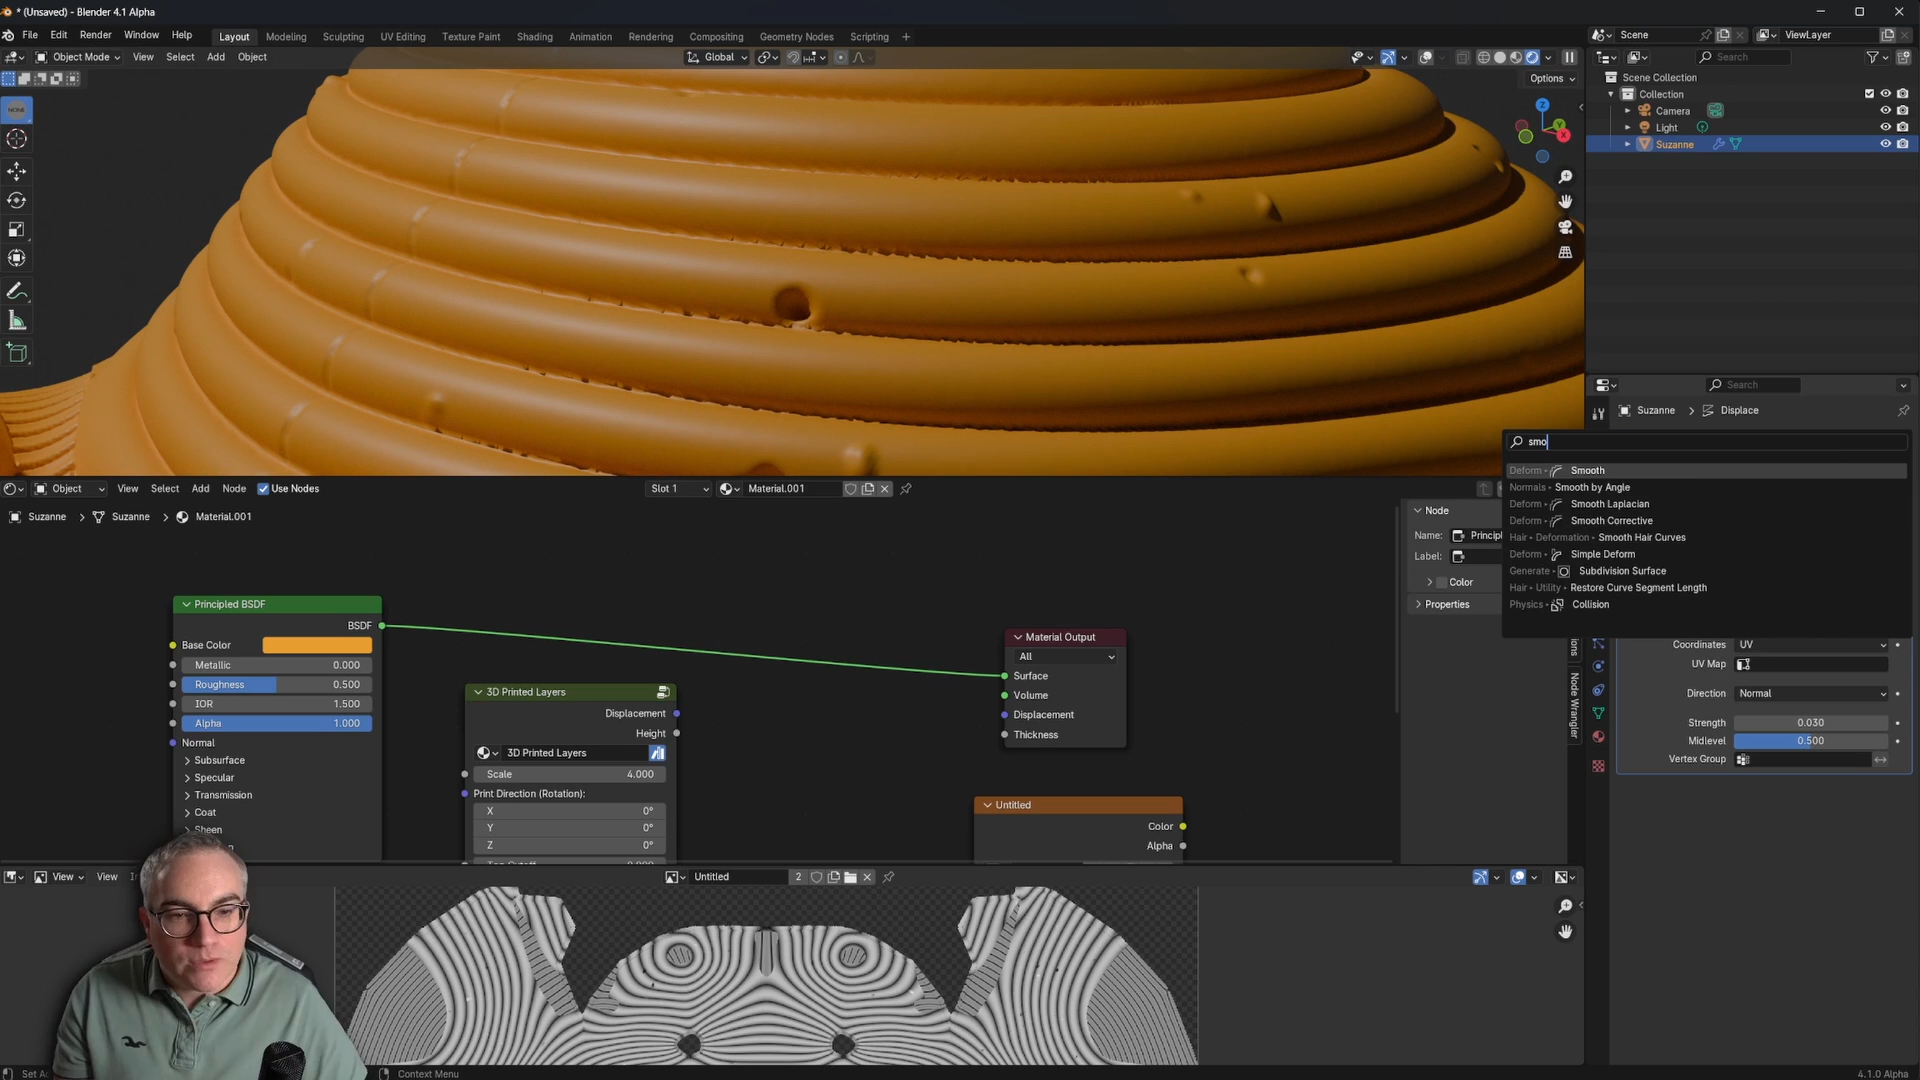 * (Unsaved) - Blender 4.1 Alpha
File Edit Render Window Help Layout Modeling Sculpting UV Editing Texture Paint Shading Animation Rendering Compositing Geometry Nodes Scripting +
Scene ViewLayer
Object Mode View Select Add Object Global
Search
Options
Scene Collection
Collection
Camera
Light
Suzanne
NONE
Z
Y
X
Search
Suzanne > Displace
smo
Deform Smooth
Normals Smooth by Angle
Deform Smooth Laplacian
Deform Smooth Corrective
Hair Deformation Smooth Hair Curves
Deform Simple Deform
Generate Subdivision Surface
Hair Utility Restore Curve Segment Length
Physics Collision
Coordinates UV
UV Map
Direction Normal
Strength 0.030
Midlevel 0.500
Vertex Group
Object View Select Add Node Use Nodes Slot 1 Material.001
Suzanne > Suzanne > Material.001
Node
Name: Princip
Label:
Color
Properties
Node Wrangler
Principled BSDF
BSDF
Base Color
Metallic 0.000
Roughness 0.500
IOR 1.500
Alpha 1.000
Normal
Subsurface
Specular
Transmission
Coat
Sheen
3D Printed Layers
Displacement
Height
3D Printed Layers
Scale 4.000
Print Direction (Rotation):
X 0°
Y 0°
Z 0°
Material Output
All
Surface
Volume
Displacement
Thickness
Untitled
Color
Alpha
View View Untitled 2
Context Menu
4.1.0 Alpha